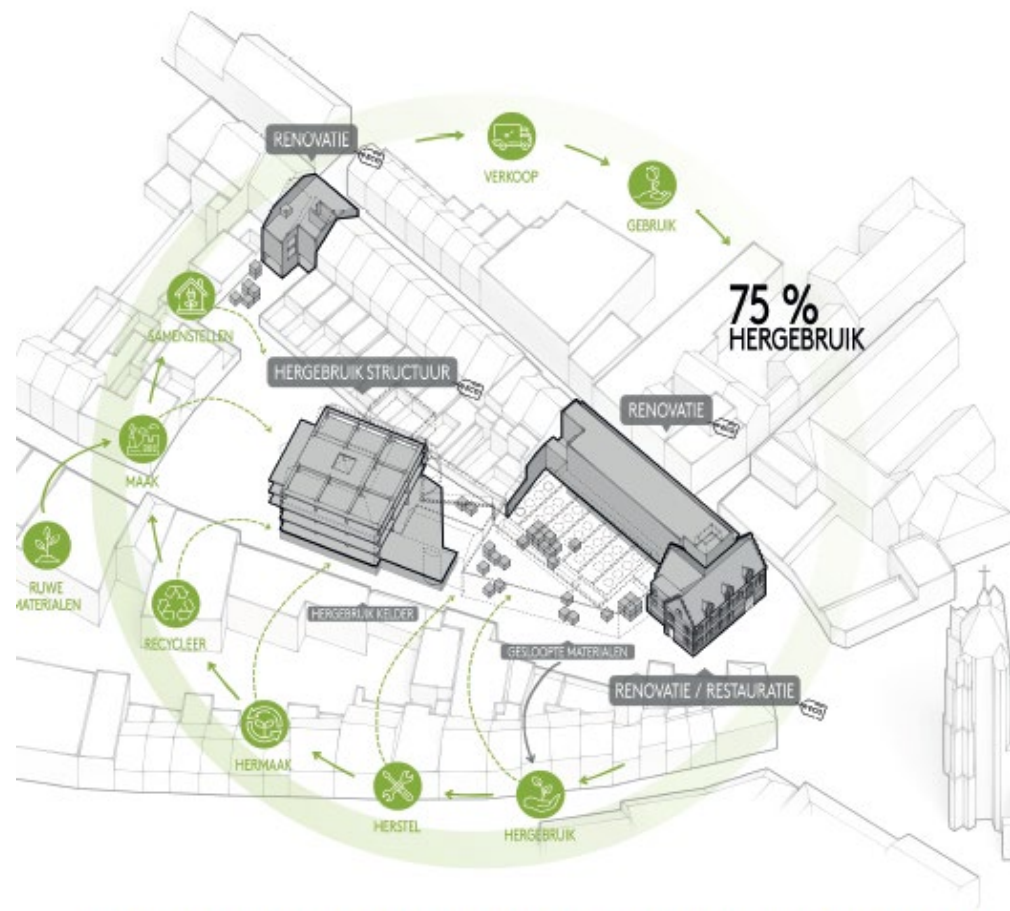 RENOVATIE
VERKOOP
GEBRUIK
75 %
HERGEBRUIK
SAMENSTELLEN
HERGEBRUIK STRUCTUUR
RENOVATIE
MAAK
RUWE
MATERIALEN
RECYCLEER
HERGEBRUIK KELDER
GESLOOPTE MATERIALEN
RENOVATIE / RESTAURATIE
HERMAAK
HERSTEL
HERGEBRUIK